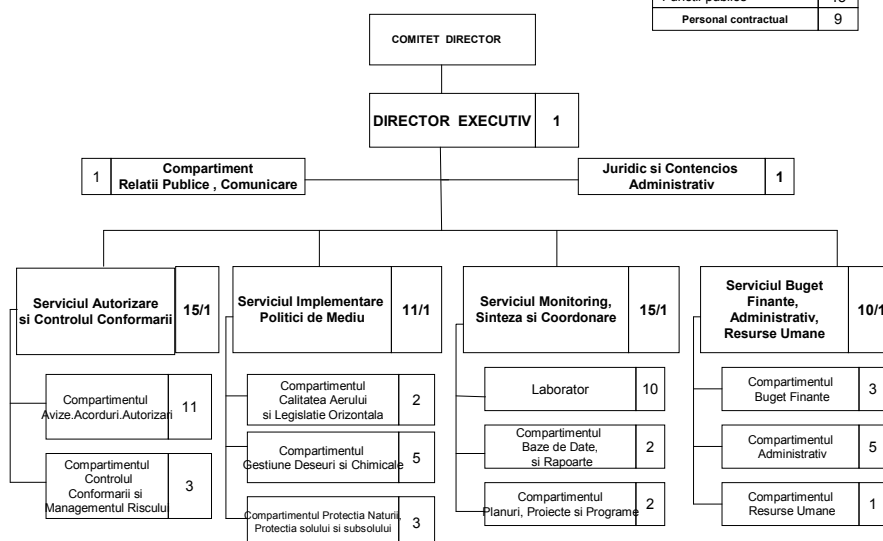 Personal contractual 9
COMITET DIRECTOR
DIRECTOR EXECUTIV 1
1 Compartiment
Relatii Publice , Comunicare
Juridic si Contencios
Administrativ 1
Serviciul Autorizare
si Controlul Conformarii 15/1
Serviciul Implementare
Politici de Mediu 11/1
Serviciul Monitoring,
Sinteza si Coordonare 15/1
Serviciul Buget
Finante,
Administrativ,
Resurse Umane 10/1
Compartimentul
Avize.Acorduri.Autorizari 11
Compartimentul
Controlul
Conformarii si
Managementul Riscului 3
Compartimentul
Calitatea Aerului
si Legislatie Orizontala 2
Compartimentul
Gestiune Deseuri si Chimicale 5
Compartimentul Protectia Naturii,
Protectia solului si subsolului 3
Laborator 10
Compartimentul
Baze de Date,
si Rapoarte 2
Compartimentul
Planuri, Proiecte si Programe 2
Compartimentul
Buget Finante 3
Compartimentul
Administrativ 5
Compartimentul
Resurse Umane 1